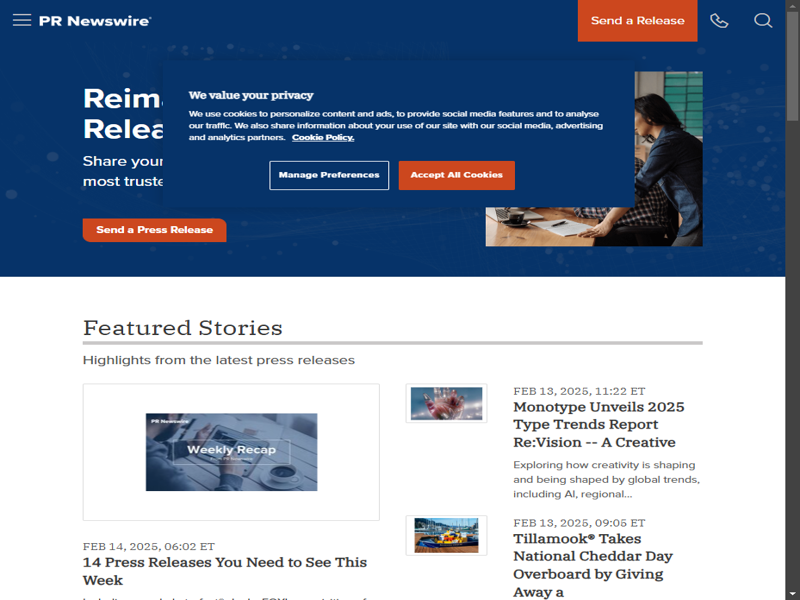 PR Newswire
Send a Release
Reim
Relea
Share your
most truste
Send a Press Release
We value your privacy
We use cookies to personalize content and ads, to provide social media features and to analyse
our traffic. We also share information about your use of our site with our social media, advertising
and analytics partners. Cookie Policy.
Manage Preferences
Accept All Cookies
Featured Stories
Highlights from the latest press releases
PR Newswire
Weekly Recap
FEB 14, 2025, 06:02 ET
14 Press Releases You Need to See This
Week
FEB 13, 2025, 11:22 ET
Monotype Unveils 2025
Type Trends Report
Re:Vision -- A Creative
Exploring how creativity is shaping
and being shaped by global trends,
including AI, regional...
FEB 13, 2025, 09:05 ET
Tillamook® Takes
National Cheddar Day
Overboard by Giving
Away a